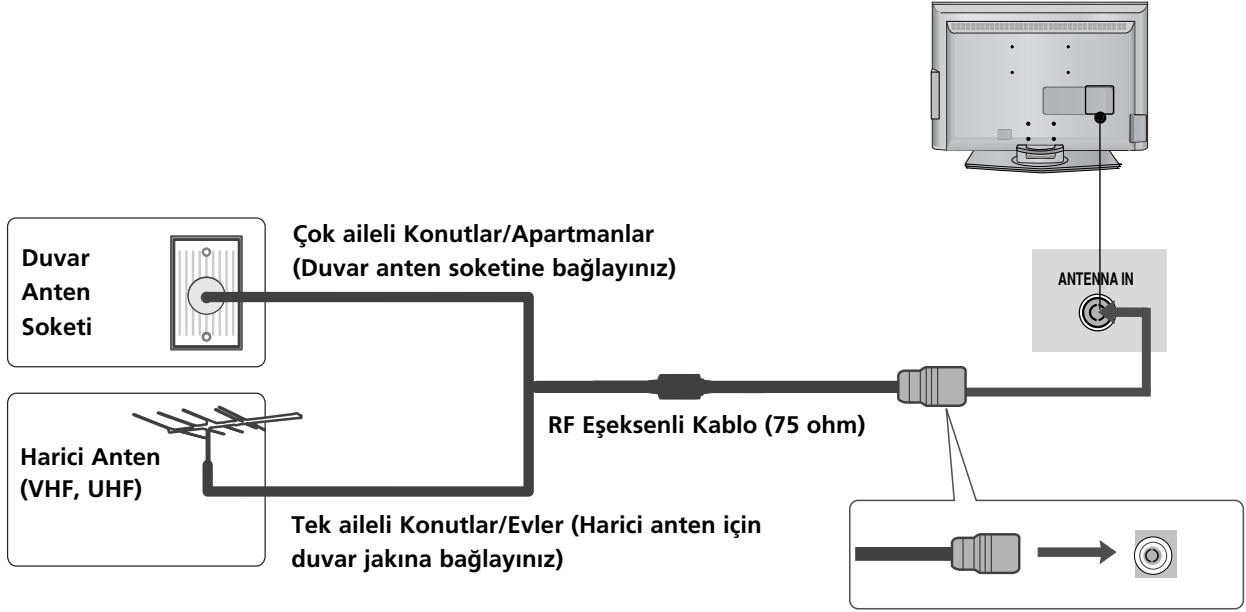 Duvar
Anten
Soketi
Çok aileli Konutlar/Apartmanlar
(Duvar anten soketine bağlayınız)
ANTENNA IN
RF Eşeksenli Kablo (75 ohm)
Harici Anten
(VHF, UHF)
Tek aileli Konutlar/Evler (Harici anten için
duvar jakına bağlayınız)